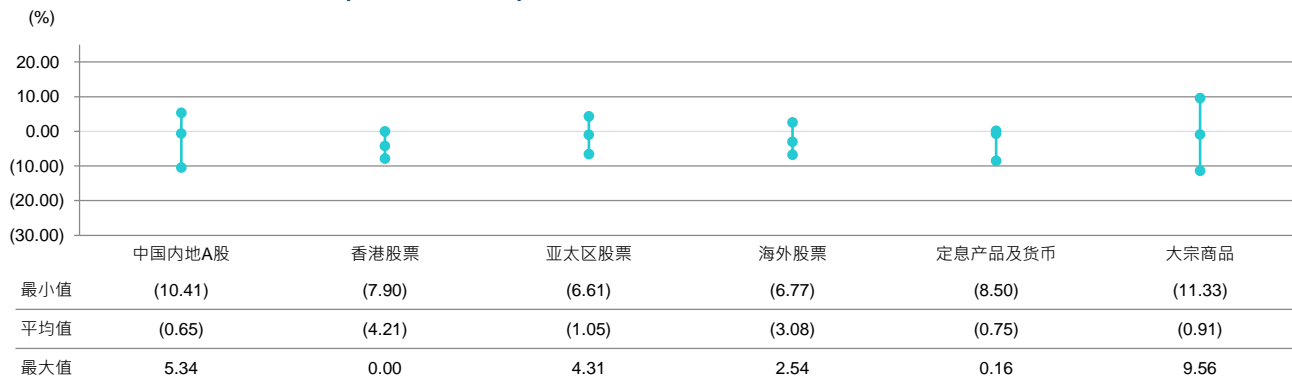 (%)
20.00
10.00
0.00
(10.00)
(20.00)
(30.00)
中国内地A股 香港股票 亚太区股票 海外股票 定息产品及货币 大宗商品
最小值 (10.41) (7.90) (6.61) (6.77) (8.50) (11.33)
平均值 (0.65) (4.21) (1.05) (3.08) (0.75) (0.91)
最大值 5.34 0.00 4.31 2.54 0.16 9.56